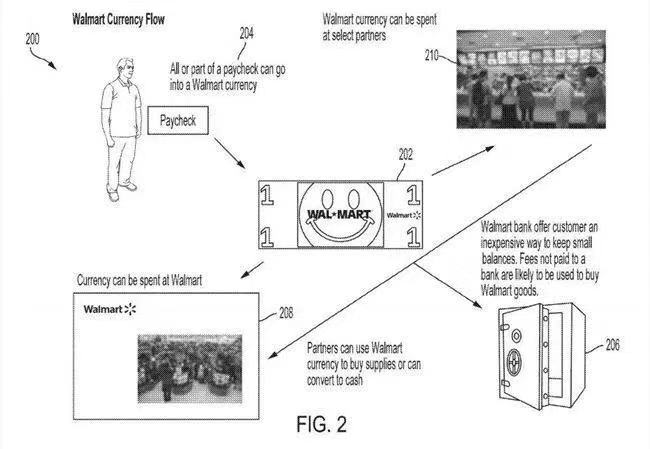 Walmart Currency Flow
200
204
All or part of a paycheck can go
into a Walmart currency
Paycheck
Walmart currency can be spent
at select partners
210
202
1
1
WAL★MART
Walmart
1
1
Currency can be spent at Walmart
Walmart
208
Walmart bank offer customer an
inexpensive way to keep small
balances. Fees not paid to a
bank are likely to be used to buy
Walmart goods.
206
Partners can use Walmart
currency to buy supplies or can
convert to cash
FIG. 2